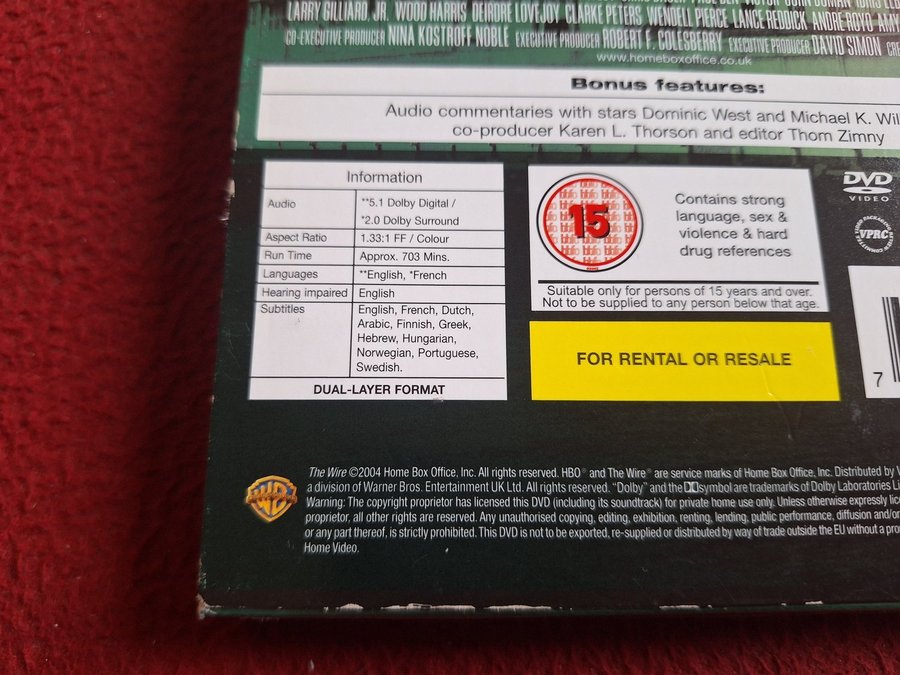 LARRY GILLIARD, JR. WOOD HARRIS DEIRDRE LOVEJOY CLARKE PETERS WENDELL PIERCE LANCE REDDICK ANDRE ROYO AMY
CO-EXECUTIVE PRODUCER NINA KOSTROFF NOBLE EXECUTIVE PRODUCER ROBERT F. COLESBERRY EXECUTIVE PRODUCER DAVID SIMON
www.homeboxoffice.co.uk
Bonus features:
Audio commentaries with stars Dominic West and Michael K. Wil
co-producer Karen L. Thorson and editor Thom Zimny
Information
Audio **5.1 Dolby Digital /
*2.0 Dolby Surround
Aspect Ratio 1.33:1 FF / Colour
Run Time Approx. 703 Mins.
Languages **English, *French
Hearing impaired English
Subtitles English, French, Dutch,
Arabic, Finnish, Greek,
Hebrew, Hungarian,
Norwegian, Portuguese,
Swedish.
DUAL-LAYER FORMAT
15
Contains strong
language, sex &
violence & hard
drug references
Suitable only for persons of 15 years and over.
Not to be supplied to any person below that age.
FOR RENTAL OR RESALE
DVD
VIDEO
VPRC
7
WB
The Wire ©2004 Home Box Office, Inc. All rights reserved. HBO® and The Wire® are service marks of Home Box Office, Inc. Distributed by
a division of Warner Bros. Entertainment UK Ltd. All rights reserved. "Dolby" and the symbol are trademarks of Dolby Laboratories Li
Warning: The copyright proprietor has licensed this DVD (including its soundtrack) for private home use only. Unless otherwise expressly lic
proprietor, all other rights are reserved. Any unauthorised copying, editing, exhibition, renting, lending, public performance, diffusion and/or
or any part thereof, is strictly prohibited. This DVD is not to be exported, re-supplied or distributed by way of trade outside the EU without a pro
Home Video.